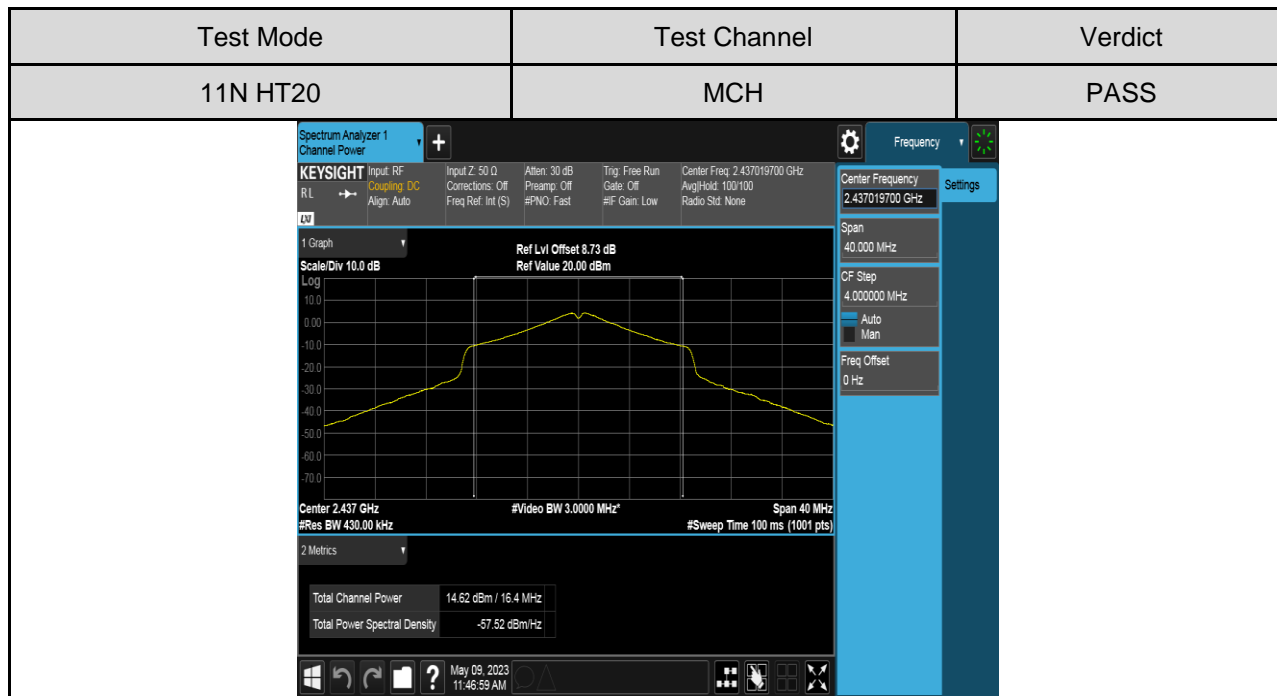 Test Mode Test Channel Verdict
11N HT20 MCH PASS
Spectrum Analyzer 1
Channel Power
+
Frequency
KEYSIGHT Input: RF Input Z: 50 Ω Atten: 30 dB Trig: Free Run Center Freq: 2.437019700 GHz
RL Coupling: DC Corrections: Off Preamp: Off Gate: Off Avg|Hold: 100/100
Align: Auto Freq Ref: Int (S) #PNO: Fast #IF Gain: Low Radio Std: None
LXI
Center Frequency
2.437019700 GHz
Settings
Span
40.000 MHz
CF Step
4.000000 MHz
Auto
Man
Freq Offset
0 Hz
1 Graph Ref Lvl Offset 8.73 dB
Scale/Div 10.0 dB Ref Value 20.00 dBm
Log
10.0
0.00
-10.0
-20.0
-30.0
-40.0
-50.0
-60.0
-70.0
Center 2.437 GHz #Video BW 3.0000 MHz* Span 40 MHz
#Res BW 430.00 kHz #Sweep Time 100 ms (1001 pts)
2 Metrics
Total Channel Power 14.62 dBm / 16.4 MHz
Total Power Spectral Density -57.52 dBm/Hz
? May 09, 2023
11:46:59 AM